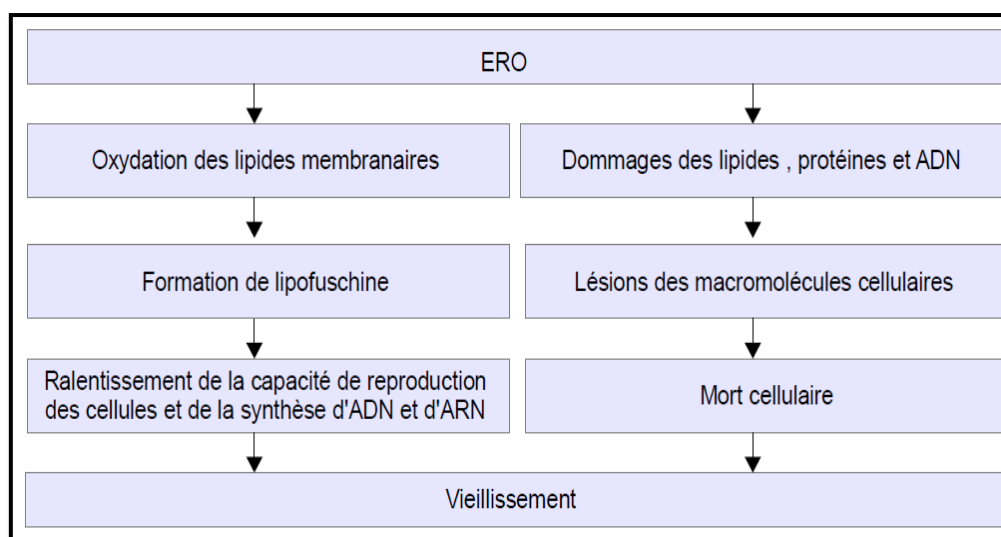 ERO
Oxydation des lipides membranaires
Dommages des lipides , protéines et ADN
Formation de lipofuschine
Lésions des macromolécules cellulaires
Ralentissement de la capacité de reproduction
des cellules et de la synthèse d'ADN et d'ARN
Mort cellulaire
Vieillissement